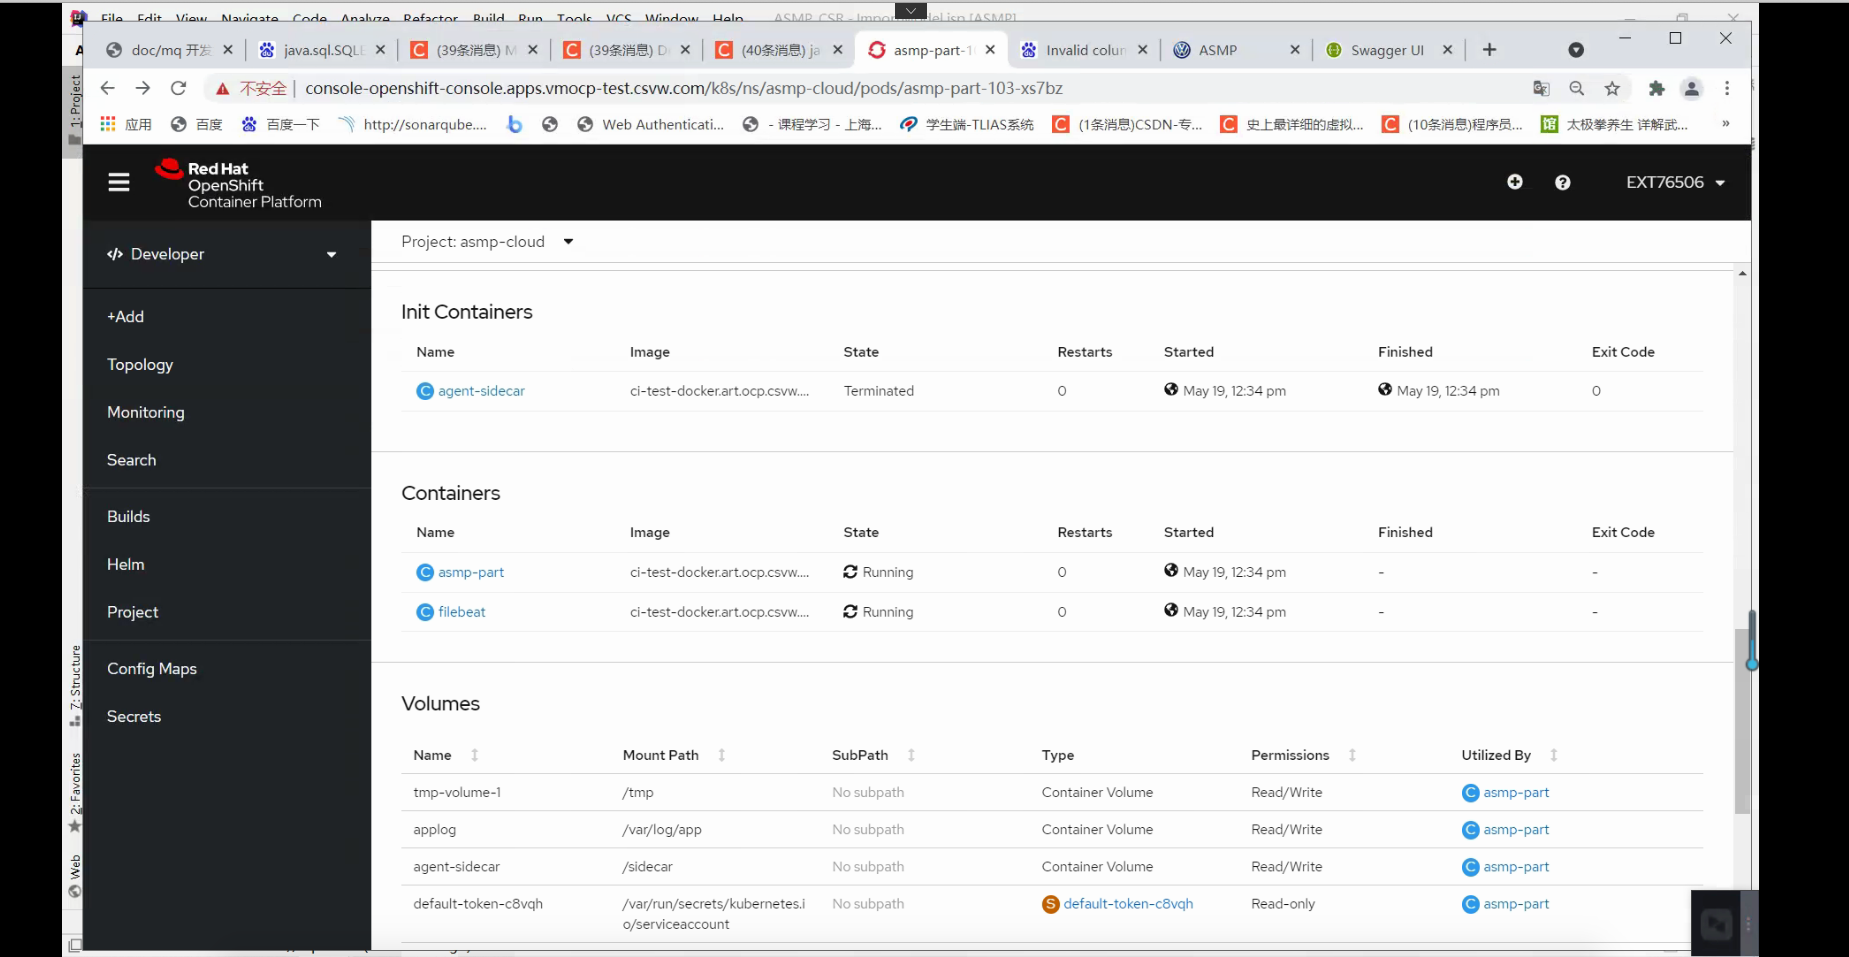 File Edit View Navigate Code Analyze Refactor Build Run Tools VCS Window Help ASMP_CSR - ImportModel.jsp [ASMP]
doc/mq 开发
java.sql.SQLE
(39条消息) M
(39条消息) D
(40条消息) ja
asmp-part-1
Invalid colun
ASMP
Swagger UI
不安全 console-openshift-console.apps.vmocp-test.csvw.com/k8s/ns/asmp-cloud/pods/asmp-part-103-xs7bz
应用 百度 百度一下 http://sonarqube.... Web Authenticati... - 课程学习 - 上海... 学生端-TLIAS系统 (1条消息)CSDN-专... 史上最详细的虚拟... (10条消息)程序员... 太极拳养生 详解武... »
Red Hat
OpenShift
Container Platform
EXT76506
Developer
Project: asmp-cloud
+Add
Topology
Monitoring
Search
Builds
Helm
Project
Config Maps
Secrets
Init Containers
Name Image State Restarts Started Finished Exit Code
C agent-sidecar ci-test-docker.art.ocp.csvw.... Terminated 0 May 19, 12:34 pm May 19, 12:34 pm 0
Containers
Name Image State Restarts Started Finished Exit Code
C asmp-part ci-test-docker.art.ocp.csvw.... Running 0 May 19, 12:34 pm - -
C filebeat ci-test-docker.art.ocp.csvw.... Running 0 May 19, 12:34 pm - -
Volumes
Name Mount Path SubPath Type Permissions Utilized By
tmp-volume-1 /tmp No subpath Container Volume Read/Write C asmp-part
applog /var/log/app No subpath Container Volume Read/Write C asmp-part
agent-sidecar /sidecar No subpath Container Volume Read/Write C asmp-part
default-token-c8vqh /var/run/secrets/kubernetes.i No subpath S default-token-c8vqh Read-only C asmp-part
o/serviceaccount
1: Project
7: Structure
2: Favorites
Web